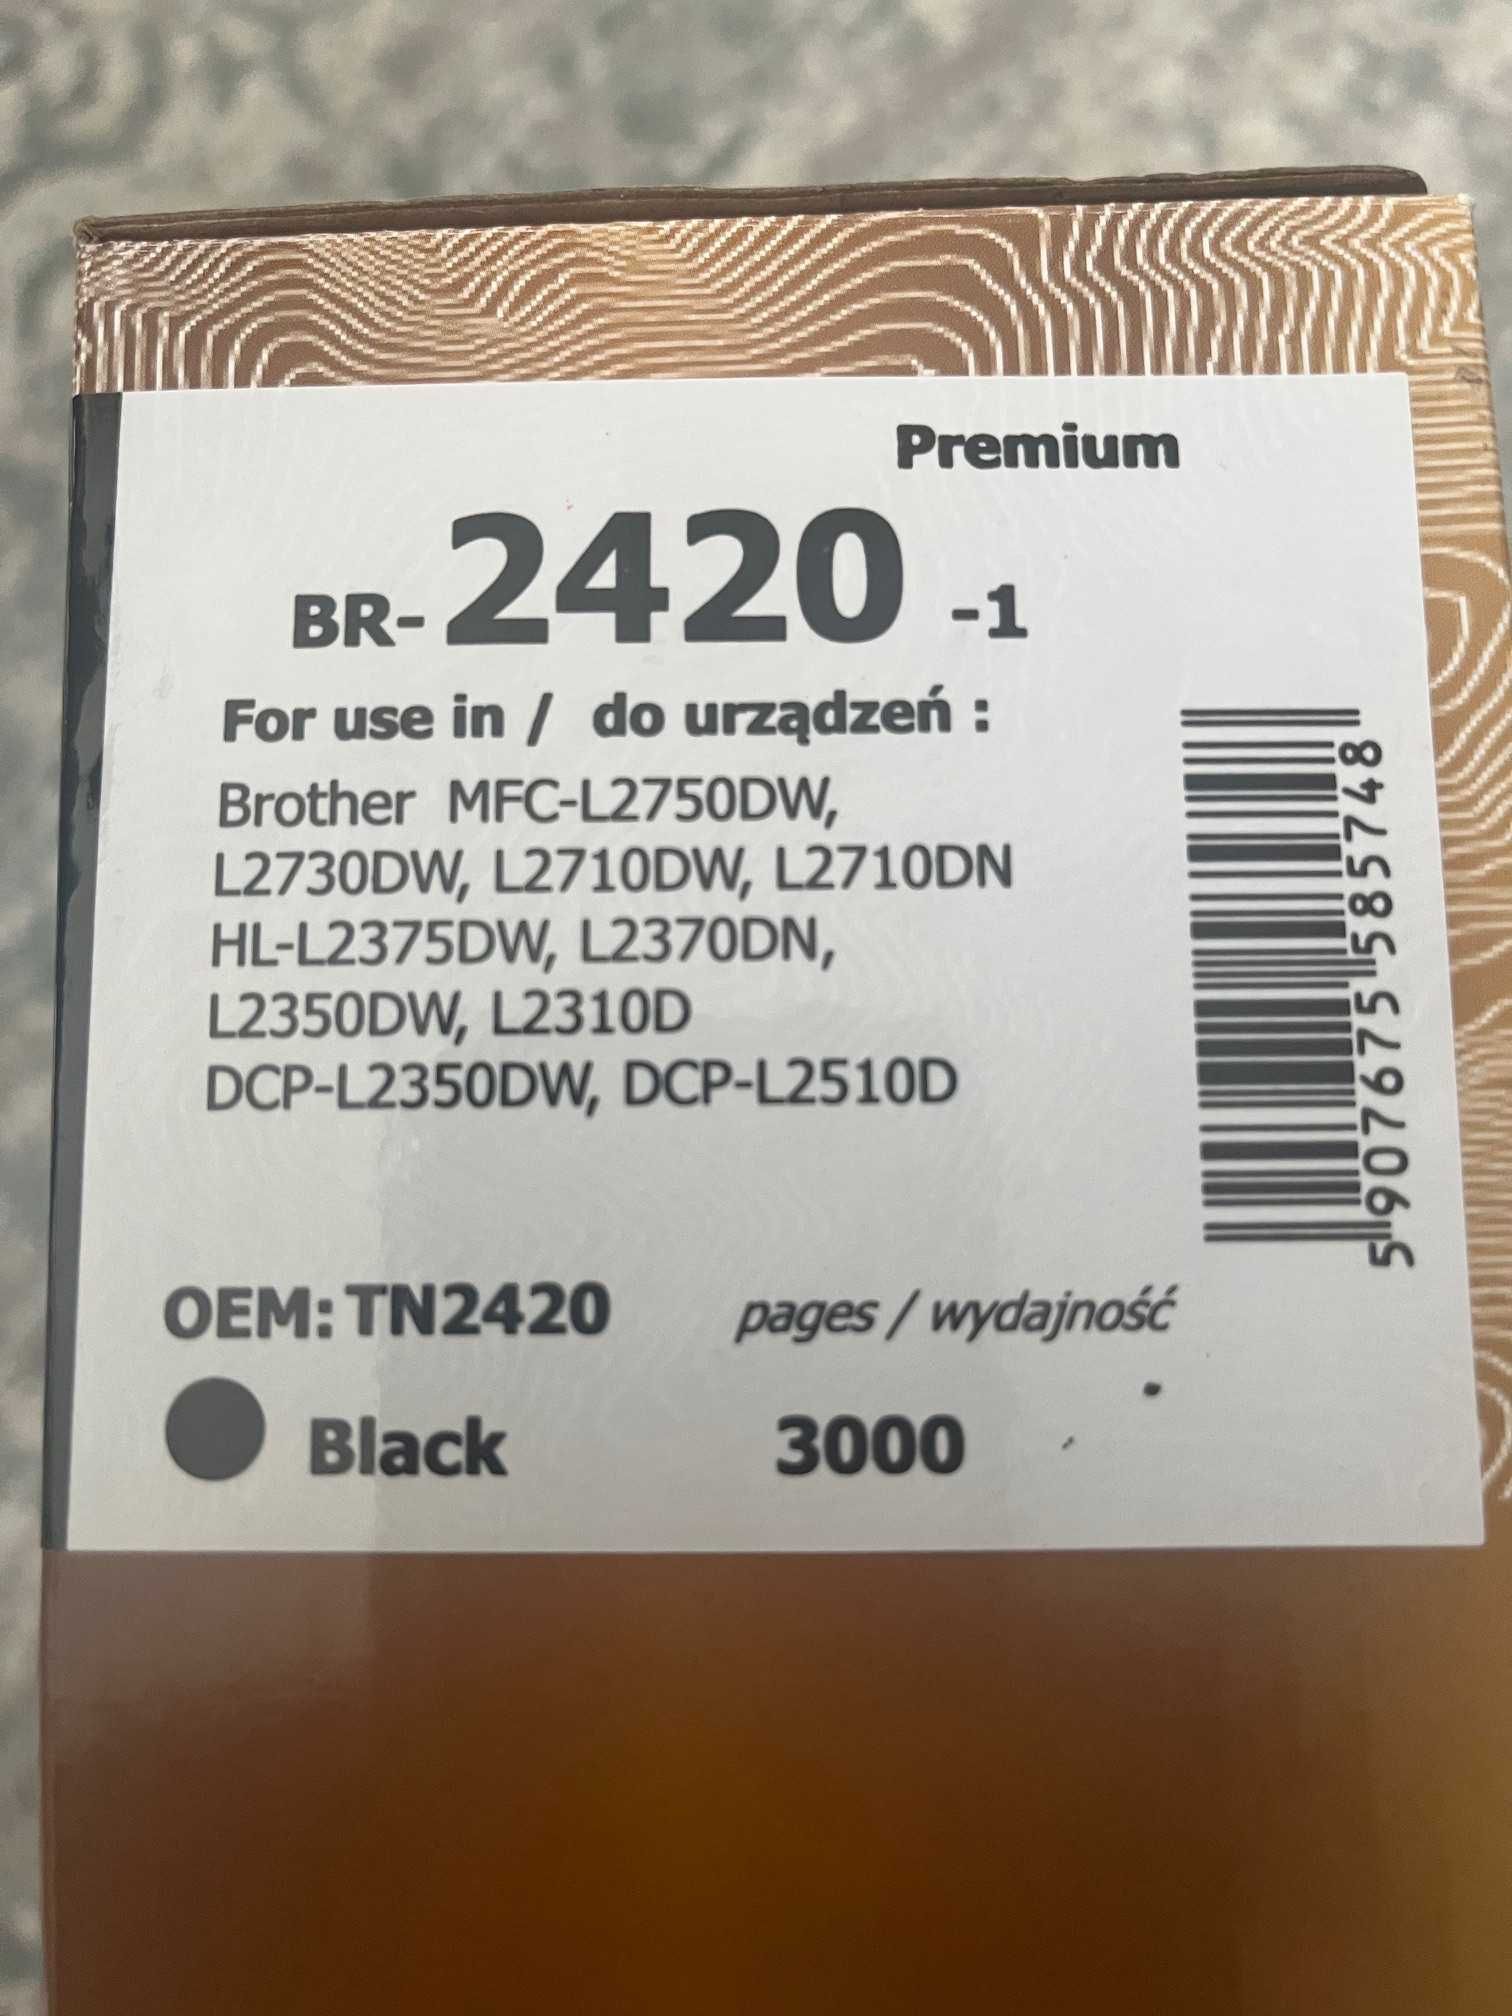 Premium
BR-2420 -1
For use in / do urządzeń :
Brother MFC-L2750DW,
L2730DW, L2710DW, L2710DN
HL-L2375DW, L2370DN,
L2350DW, L2310D
DCP-L2350DW, DCP-L2510D
5907675585748
OEM: TN2420
pages / wydajność
Black
3000